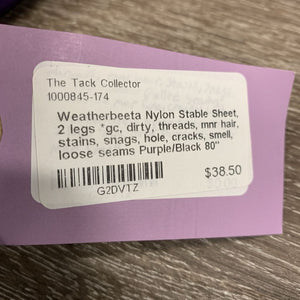 The Tack Collector
1000845-174
Weatherbeeta Nylon Stable Sheet,
2 legs *gc, dirty, threads, mnr hair,
stains, snags, hole, cracks, smell,
loose seams Purple/Black 80"
$38.50
G2DVTZ